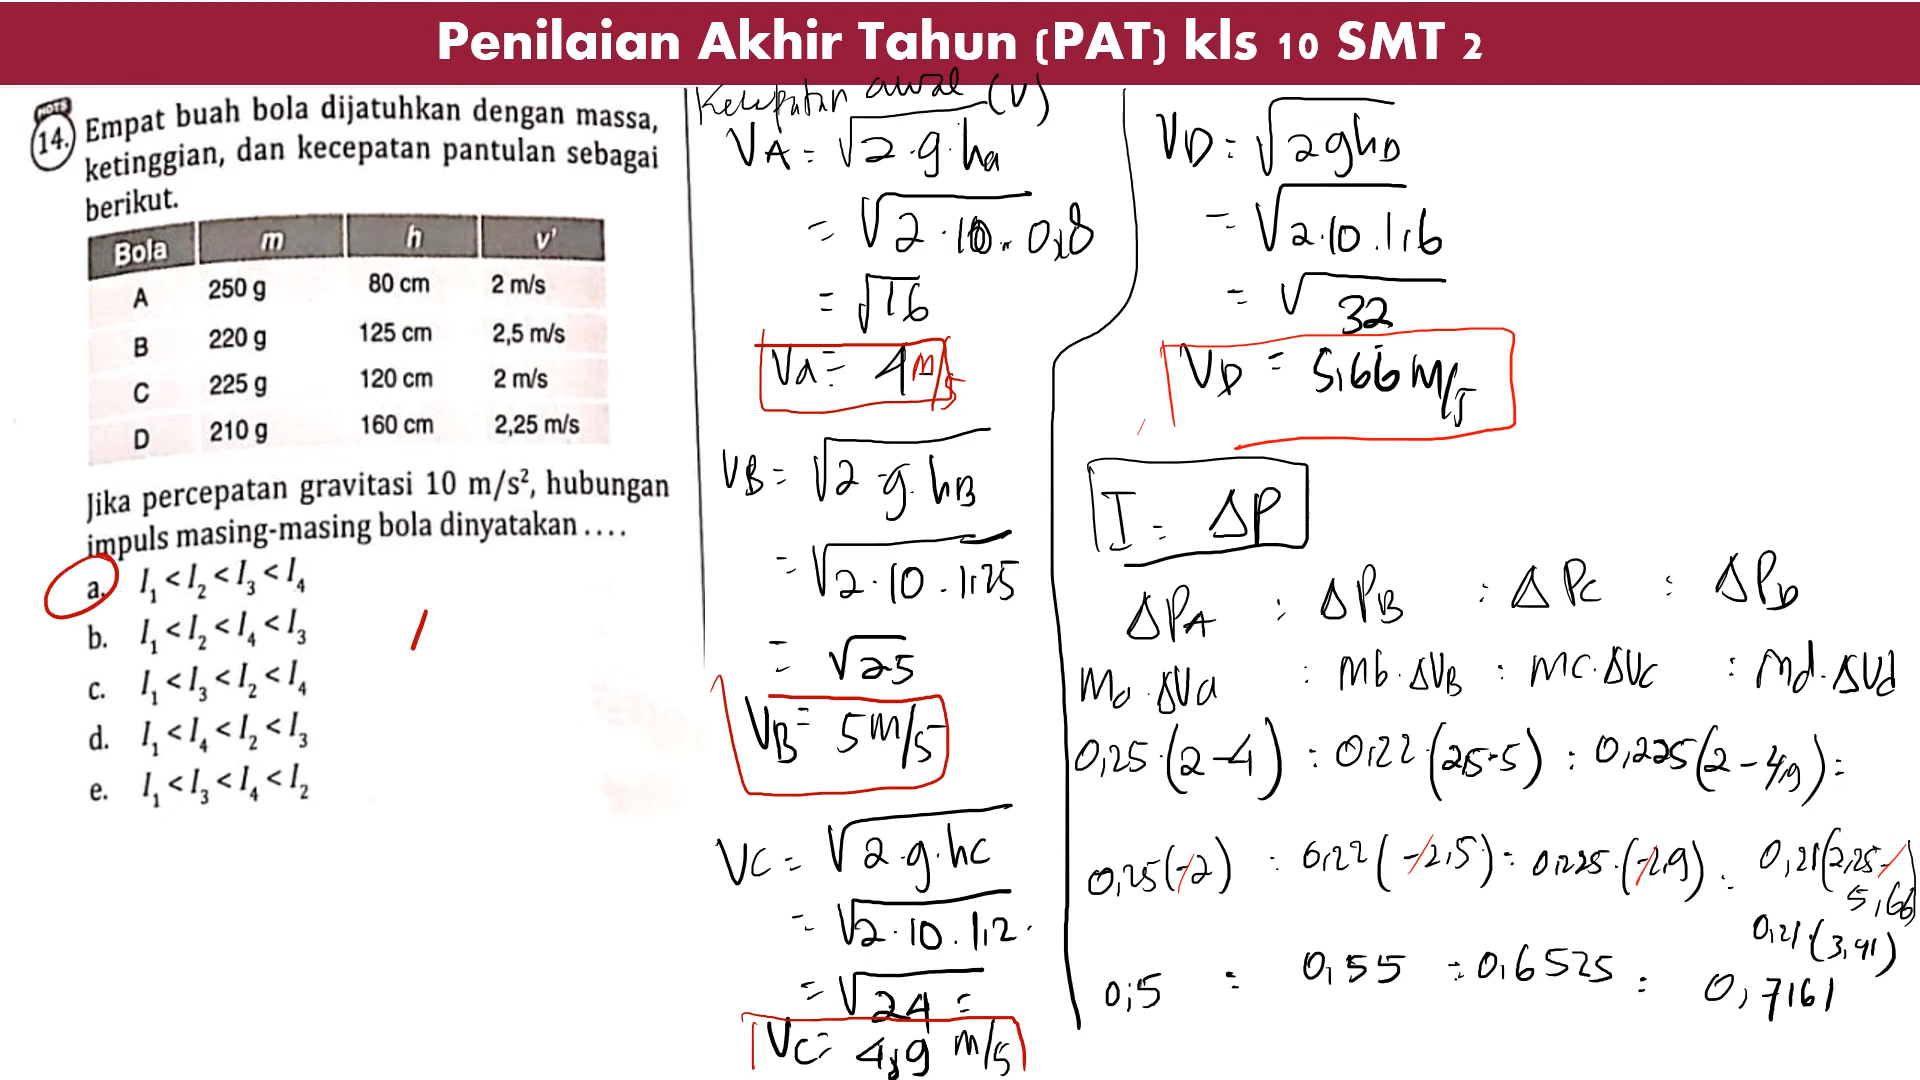 Penilaian Akhir Tahun (PAT) kls 10 SMT 2
NOTS
14. Empat buah bola dijatuhkan dengan massa,
ketinggian, dan kecepatan pantulan sebagai
berikut.
Bola m h v'
A 250 g 80 cm 2 m/s
B 220 g 125 cm 2,5 m/s
C 225 g 120 cm 2 m/s
D 210 g 160 cm 2,25 m/s
Jika percepatan gravitasi 10 m/s², hubungan
impuls masing-masing bola dinyatakan ....
a. I₁ < I₂ < I₃ < I₄
b. I₁ < I₂ < I₄ < I₃
c. I₁ < I₃ < I₂ < I₄
d. I₁ < I₄ < I₂ < I₃
e. I₁ < I₃ < I₄ < I₂
Kecepatan awal (v)
VA = √2·g·ha
= √2·10·0,8
= √16
Va = 4 m/s
VB = √2·g·hB
= √2·10·1,25
= √25
VB = 5 m/s
VC = √2·g·hc
= √2·10·1,2
= √24 =
VC = 4,9 m/s
VD = √2ghD
= √2·10·1,6
= √32
VD = 5,66 m/s
I = ΔP
ΔPA : ΔPB : ΔPC : ΔPD
Ma·ΔVa : Mb·ΔVB : MC·ΔVC : Md·ΔVd
0,25·(2-4) : 0,22(2,5-5) : 0,225(2-4,9) :
0,25(-2) : 0,22(-2,5) : 0,225·(-2,9) : 0,21(2,25-
5,66)
0,21·(3,41)
0,5 : 0,55 : 0,6525 : 0,7161